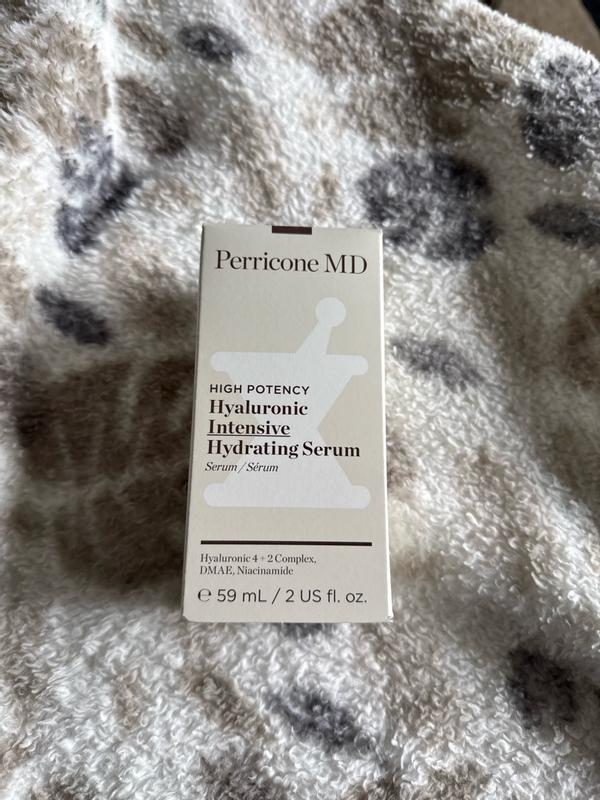 Perricone MD
HIGH POTENCY
Hyaluronic
Intensive
Hydrating Serum
Serum / Sérum
Hyaluronic 4 + 2 Complex,
DMAE, Niacinamide
℮ 59 mL / 2 US fl. oz.